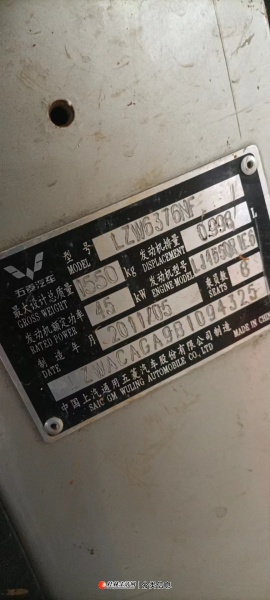 五菱汽车
型号 LZW6376NF
MODEL
最大设计总质量 1550 kg 发动机排量 0.998 L
GROSS WEIGHT DISPLACEMENT
发动机额定功率 45 kW 发动机型号
RATED POWER ENGINE MODEL
制造年月 2011/05 乘员数 8
DATE SEATS
LZWACAGA9B1094325
中国上汽通用五菱汽车股份有限公司制造
SAIC GM WULING AUTOMOBILE CO.,LTD
MADE IN CHINA